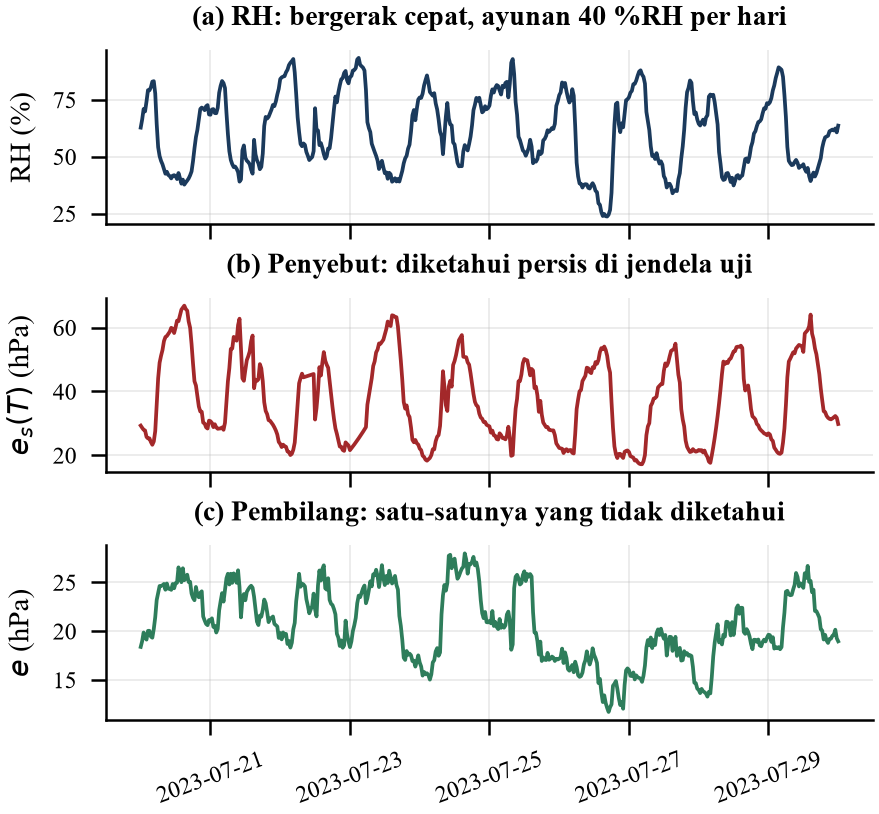 (a) RH: bergerak cepat, ayunan 40 %RH per hari
RH (%)
75
50
25
(b) Penyebut: diketahui persis di jendela uji
e_s(T) (hPa)
60
40
20
(c) Pembilang: satu-satunya yang tidak diketahui
e (hPa)
25
20
15
2023-07-21
2023-07-23
2023-07-25
2023-07-27
2023-07-29